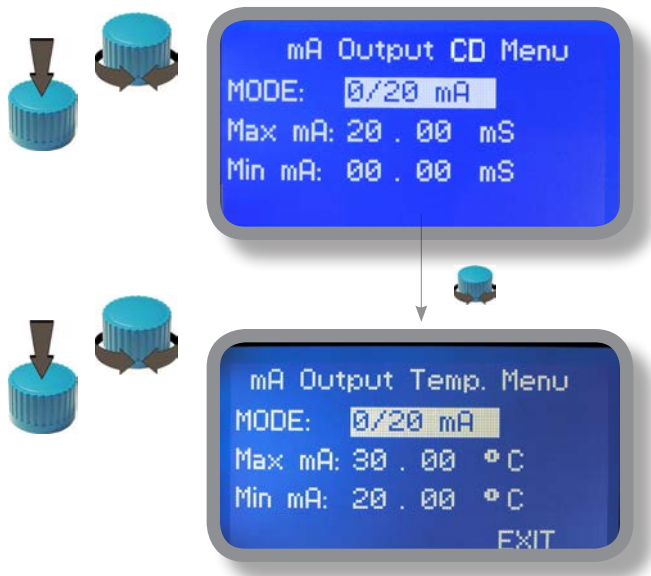 mA Output CD Menu
MODE: 0/20 mA
Max mA: 20 . 00 mS
Min mA: 00 . 00 mS
mA Output Temp. Menu
MODE: 0/20 mA
Max mA: 30 . 00 °C
Min mA: 20 . 00 °C
EXIT